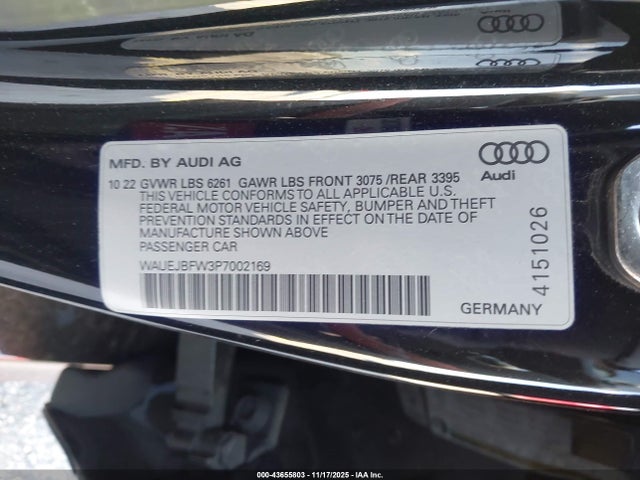 MFD. BY AUDI AG
Audi
10 22 GVWR LBS 6261 GAWR LBS FRONT 3075 /REAR 3395
THIS VEHICLE CONFORMS TO ALL APPLICABLE U.S.
FEDERAL MOTOR VEHICLE SAFETY, BUMPER AND THEFT
PREVENTION STANDARDS IN EFFECT ON THE DATE OF
MANUFACTURE SHOWN ABOVE
PASSENGER CAR
WAUEJBFW3P7002169
GERMANY
4151026
000-43655803 - 11/17/2025 - IAA Inc.